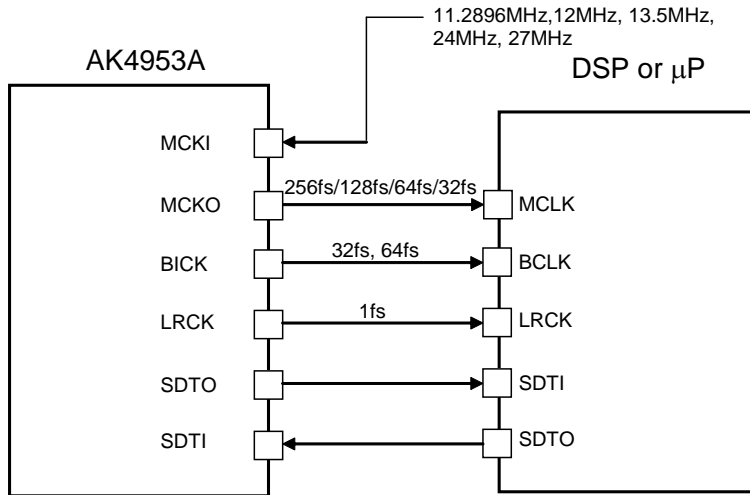 11.2896MHz,12MHz, 13.5MHz,
24MHz, 27MHz
AK4953A
DSP or μP
MCKI
MCKO
256fs/128fs/64fs/32fs
MCLK
BICK
32fs, 64fs
BCLK
LRCK
1fs
LRCK
SDTO
SDTI
SDTI
SDTO